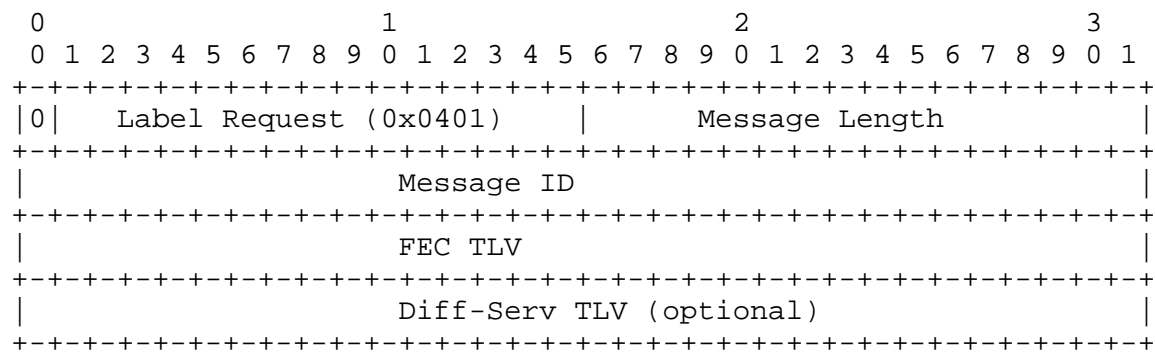 0                   1                   2                   3
 0 1 2 3 4 5 6 7 8 9 0 1 2 3 4 5 6 7 8 9 0 1 2 3 4 5 6 7 8 9 0 1
+-+-+-+-+-+-+-+-+-+-+-+-+-+-+-+-+-+-+-+-+-+-+-+-+-+-+-+-+-+-+-+-+
|0|   Label Request (0x0401)    |      Message Length           |
+-+-+-+-+-+-+-+-+-+-+-+-+-+-+-+-+-+-+-+-+-+-+-+-+-+-+-+-+-+-+-+-+
|                     Message ID                                |
+-+-+-+-+-+-+-+-+-+-+-+-+-+-+-+-+-+-+-+-+-+-+-+-+-+-+-+-+-+-+-+-+
|                     FEC TLV                                   |
+-+-+-+-+-+-+-+-+-+-+-+-+-+-+-+-+-+-+-+-+-+-+-+-+-+-+-+-+-+-+-+-+
|                     Diff-Serv TLV (optional)                  |
+-+-+-+-+-+-+-+-+-+-+-+-+-+-+-+-+-+-+-+-+-+-+-+-+-+-+-+-+-+-+-+-+